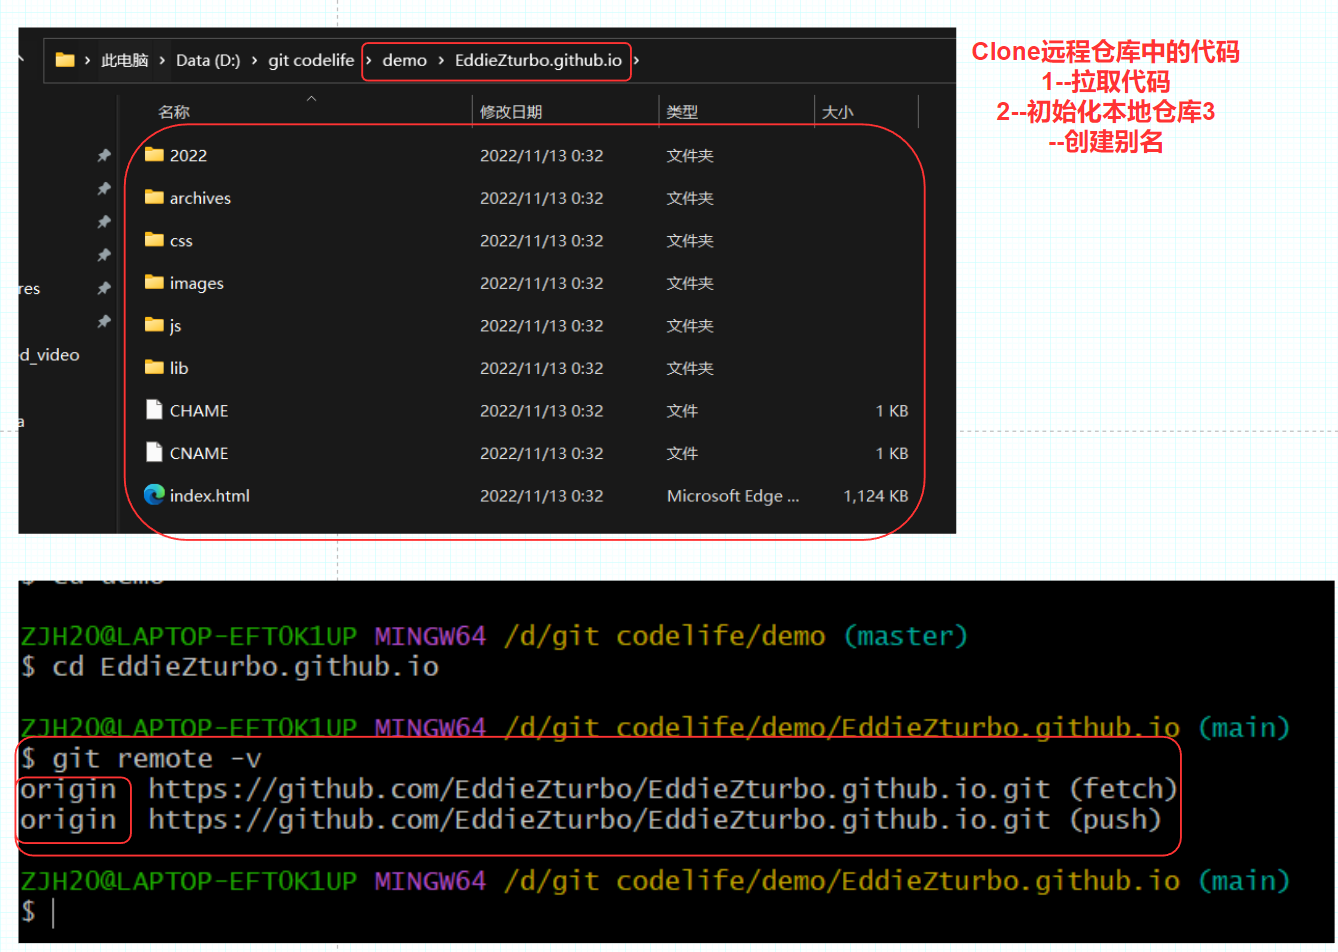 此电脑 › Data (D:) › git codelife › demo › EddieZturbo.github.io ›
Clone远程仓库中的代码
1--拉取代码
2--初始化本地仓库3
--创建别名
名称 修改日期 类型 大小
2022 2022/11/13 0:32 文件夹
archives 2022/11/13 0:32 文件夹
css 2022/11/13 0:32 文件夹
images 2022/11/13 0:32 文件夹
res
js 2022/11/13 0:32 文件夹
d_video
lib 2022/11/13 0:32 文件夹
CHAME 2022/11/13 0:32 文件 1 KB
a
CNAME 2022/11/13 0:32 文件 1 KB
index.html 2022/11/13 0:32 Microsoft Edge ... 1,124 KB
$ cd demo
ZJH2O@LAPTOP-EFT0K1UP MINGW64 /d/git codelife/demo (master)
$ cd EddieZturbo.github.io
ZJH2O@LAPTOP-EFT0K1UP MINGW64 /d/git codelife/demo/EddieZturbo.github.io (main)
$ git remote -v
origin https://github.com/EddieZturbo/EddieZturbo.github.io.git (fetch)
origin https://github.com/EddieZturbo/EddieZturbo.github.io.git (push)
ZJH2O@LAPTOP-EFT0K1UP MINGW64 /d/git codelife/demo/EddieZturbo.github.io (main)
$